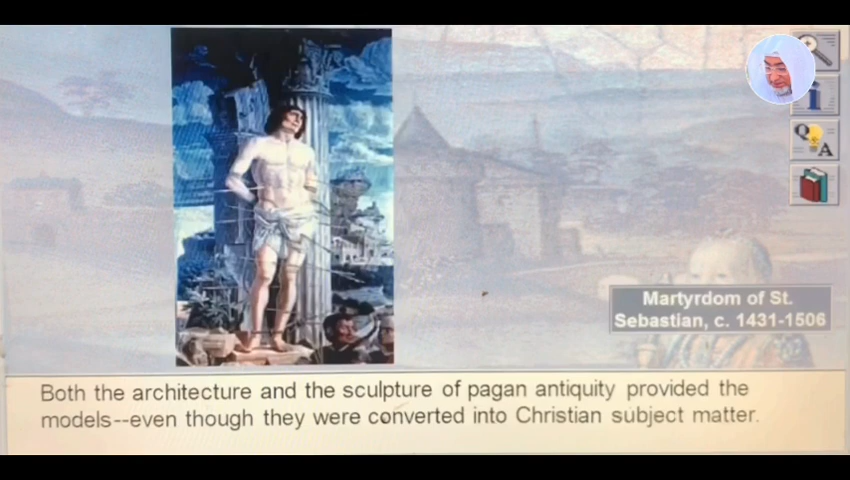 i
Q
A
Martyrdom of St.
Sebastian, c. 1431-1506
Both the architecture and the sculpture of pagan antiquity provided the
models--even though they were converted into Christian subject matter.